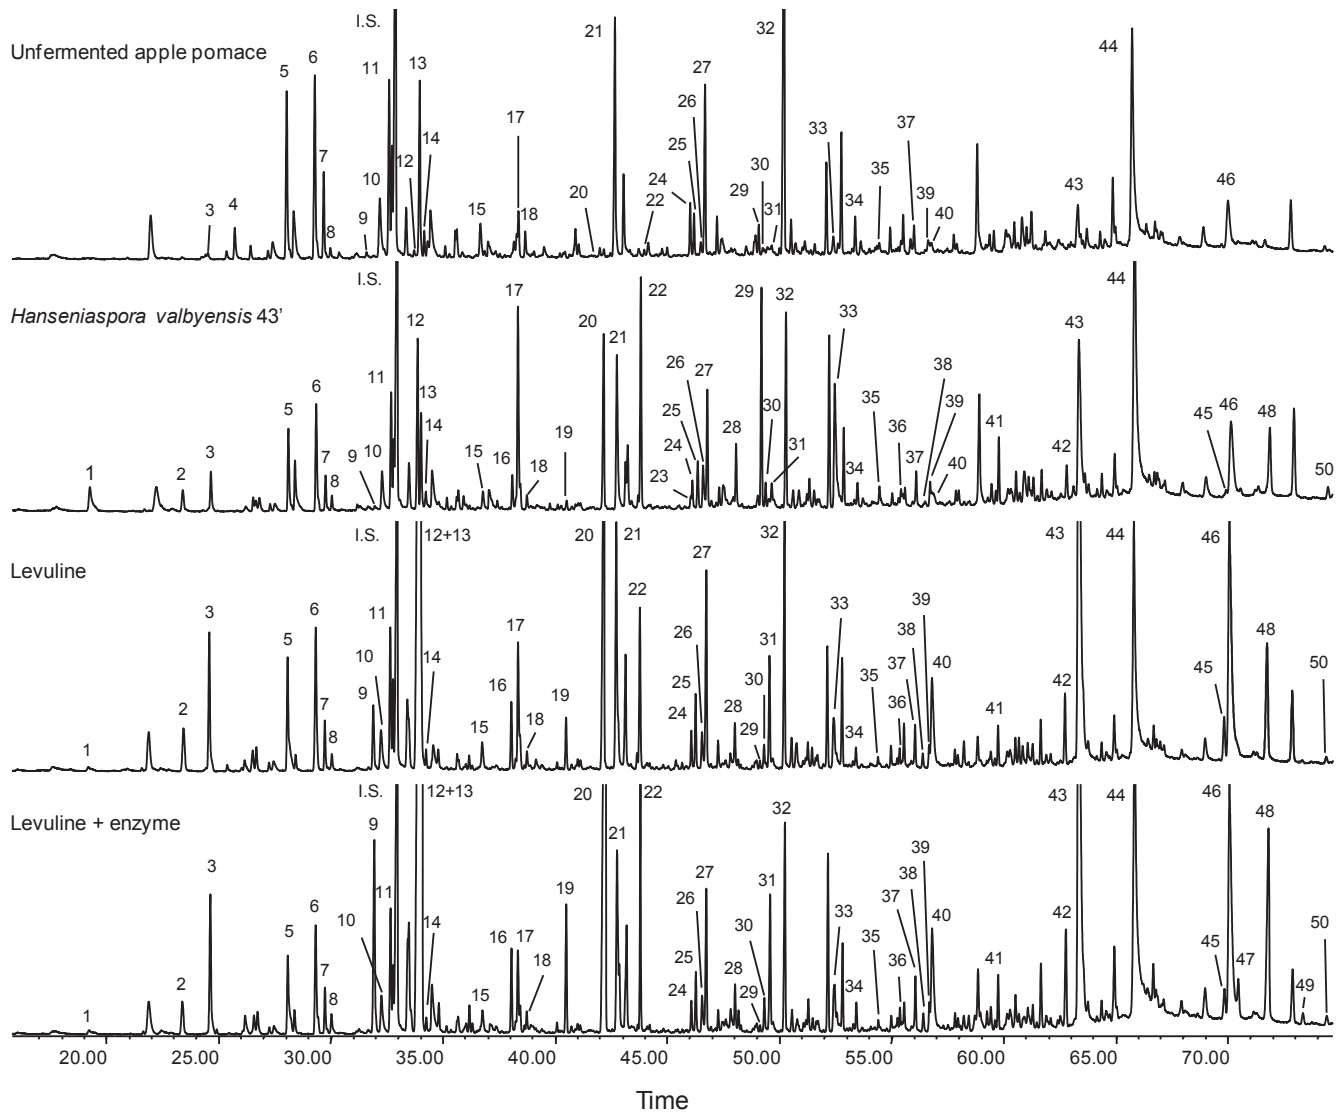 Unfermented apple pomace
3 4 5 6 7 8 9 10 11 I.S. 12 13 14 15 17 18 20 21 22 24 25 26 27 29 30 31 32 33 34 35 37 39 40 43 44 46
Hanseniaspora valbyensis 43’
1 2 3 5 6 7 8 9 10 11 I.S. 12 13 14 15 16 17 18 19 20 21 22 23 24 25 26 27 28 29 30 31 32 33 34 35 36 37 38 39 40 41 42 43 44 45 46 48 50
Levuline
1 2 3 5 6 7 8 9 10 11 I.S. 12+13 14 15 16 17 18 19 20 21 22 24 25 26 27 28 29 30 31 32 33 34 35 36 37 38 39 40 41 42 43 44 45 46 48 50
Levuline + enzyme
1 2 3 5 6 7 8 9 10 11 I.S. 12+13 14 15 16 17 18 19 20 21 22 24 25 26 27 28 29 30 31 32 33 34 35 36 37 38 39 40 41 42 43 44 45 46 47 48 49 50
20.00 25.00 30.00 35.00 40.00 45.00 50.00 55.00 60.00 65.00 70.00
Time